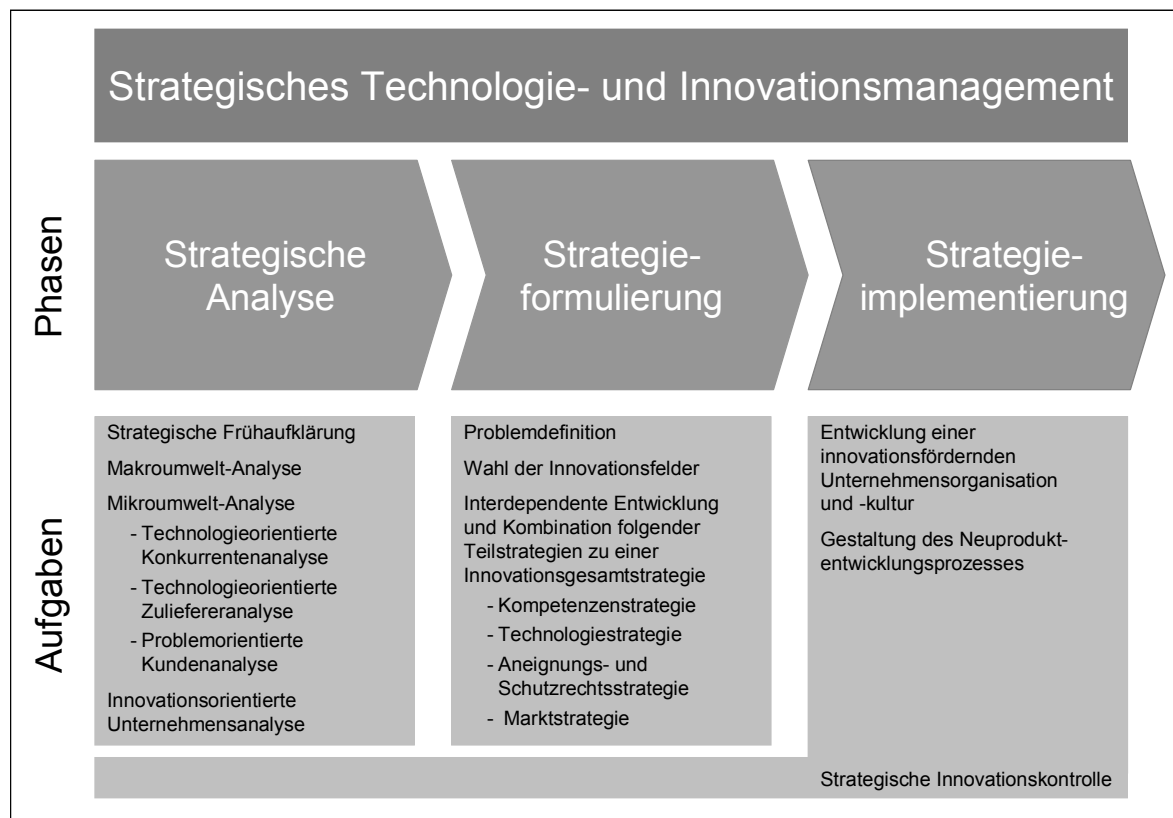 Strategisches Technologie- und Innovationsmanagement
Phasen
Strategische
Analyse
Strategie-
formulierung
Strategie-
implementierung
Aufgaben
Strategische Frühaufklärung
Makroumwelt-Analyse
Mikroumwelt-Analyse
- Technologieorientierte
Konkurrentenanalyse
- Technologieorientierte
Zuliefereranalyse
- Problemorientierte
Kundenanalyse
Innovationsorientierte
Unternehmensanalyse
Problemdefinition
Wahl der Innovationsfelder
Interdependente Entwicklung
und Kombination folgender
Teilstrategien zu einer
Innovationsgesamtstrategie
- Kompetenzenstrategie
- Technologiestrategie
- Aneignungs- und
Schutzrechtsstrategie
- Marktstrategie
Entwicklung einer
innovationsfördernden
Unternehmensorganisation
und -kultur
Gestaltung des Neuprodukt-
entwicklungsprozesses
Strategische Innovationskontrolle